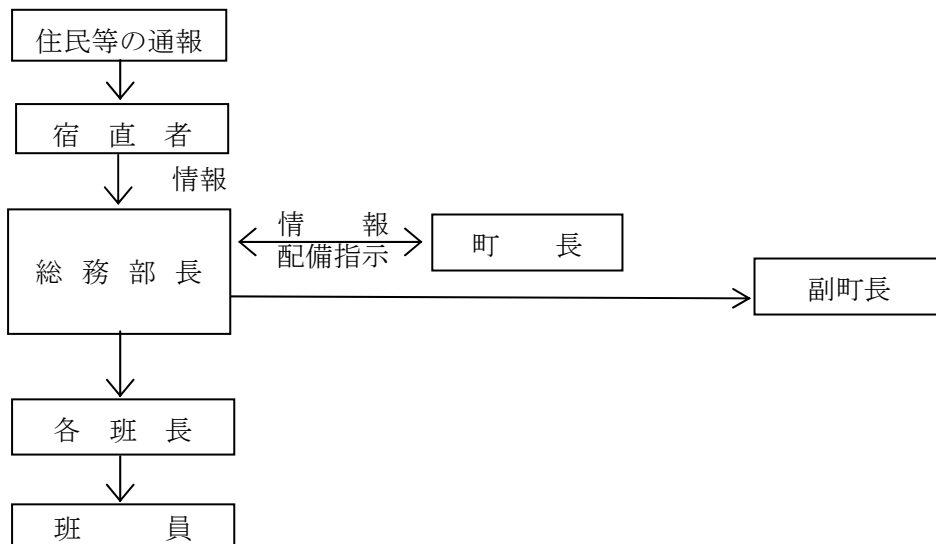 住民等の通報
宿　直　者
情報
情　　報
配備指示
町　　長
総　務　部　長
副町長
各　班　長
班　　　員